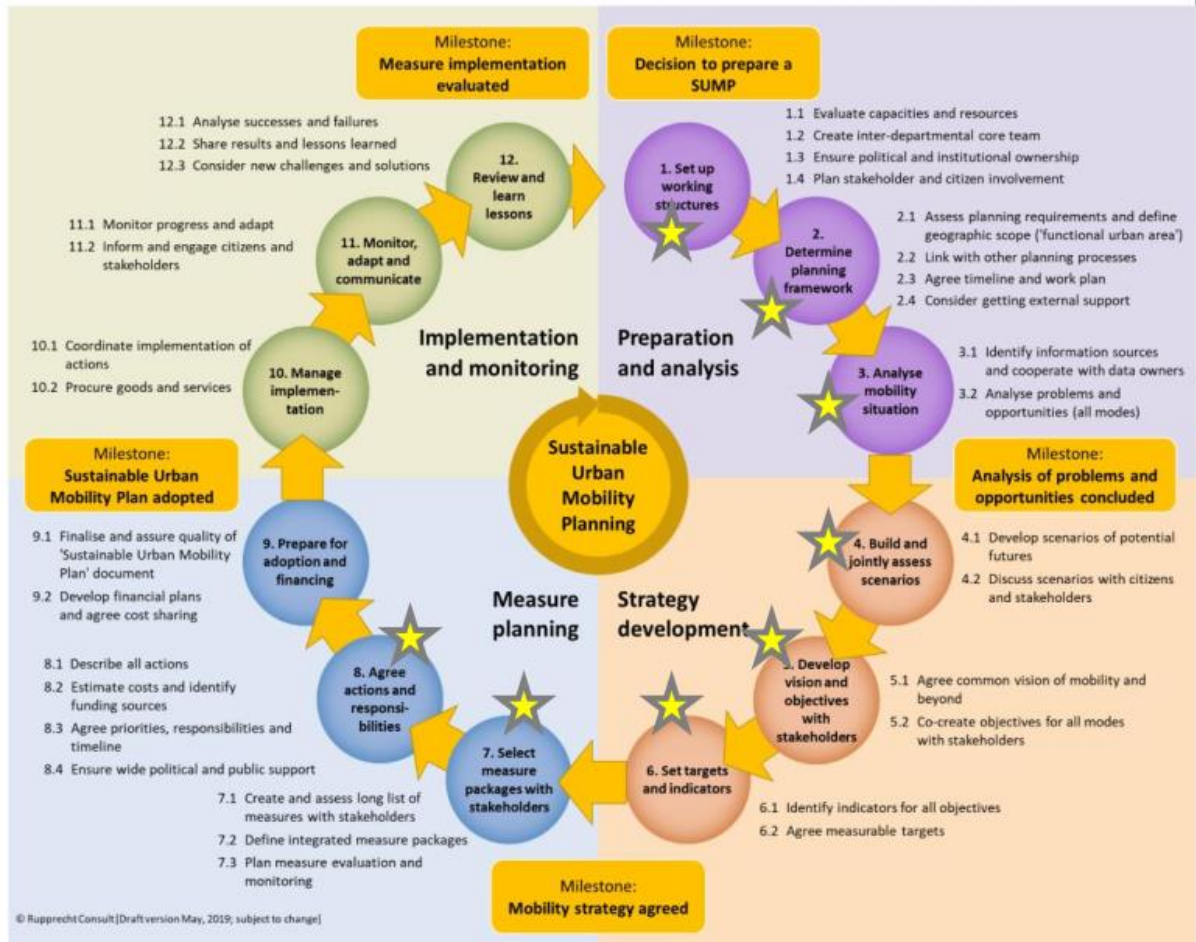 Milestone:
Measure implementation
evaluated
Milestone:
Decision to prepare a
SUMP
12.1 Analyse successes and failures
12.2 Share results and lessons learned
12.3 Consider new challenges and solutions
12.
Review and
learn
lessons
1. Set up
working
structures
1.1 Evaluate capacities and resources
1.2 Create inter-departmental core team
1.3 Ensure political and institutional ownership
1.4 Plan stakeholder and citizen involvement
11.1 Monitor progress and adapt
11.2 Inform and engage citizens and
stakeholders
11. Monitor,
adapt and
communicate
2.
Determine
planning
framework
2.1 Assess planning requirements and define
geographic scope ('functional urban area')
2.2 Link with other planning processes
2.3 Agree timeline and work plan
2.4 Consider getting external support
Implementation
and monitoring
Preparation
and analysis
10.1 Coordinate implementation of
actions
10.2 Procure goods and services
10. Manage
implemen-
tation
3. Analyse
mobility
situation
3.1 Identify information sources
and cooperate with data owners
3.2 Analyse problems and
opportunities (all modes)
Milestone:
Sustainable Urban
Mobility Plan adopted
Sustainable
Urban
Mobility
Planning
Milestone:
Analysis of problems and
opportunities concluded
9.1 Finalise and assure quality of
'Sustainable Urban Mobility
Plan' document
9.2 Develop financial plans
and agree cost sharing
9. Prepare for
adoption and
financing
4. Build and
jointly assess
scenarios
4.1 Develop scenarios of potential
futures
4.2 Discuss scenarios with citizens
and stakeholders
Measure
planning
Strategy
development
8.1 Describe all actions
8.2 Estimate costs and identify
funding sources
8.3 Agree priorities, responsibilities and
timeline
8.4 Ensure wide political and public support
8. Agree
actions and
responsi-
bilities
5. Develop
vision and
objectives
with
stakeholders
5.1 Agree common vision of mobility and
beyond
5.2 Co-create objectives for all modes
with stakeholders
7. Select
measure
packages with
stakeholders
6. Set targets
and indicators
7.1 Create and assess long list of
measures with stakeholders
7.2 Define integrated measure packages
7.3 Plan measure evaluation and
monitoring
6.1 Identify indicators for all objectives
6.2 Agree measurable targets
Milestone:
Mobility strategy agreed
© Rupprecht Consult [Draft version May, 2019; subject to change]